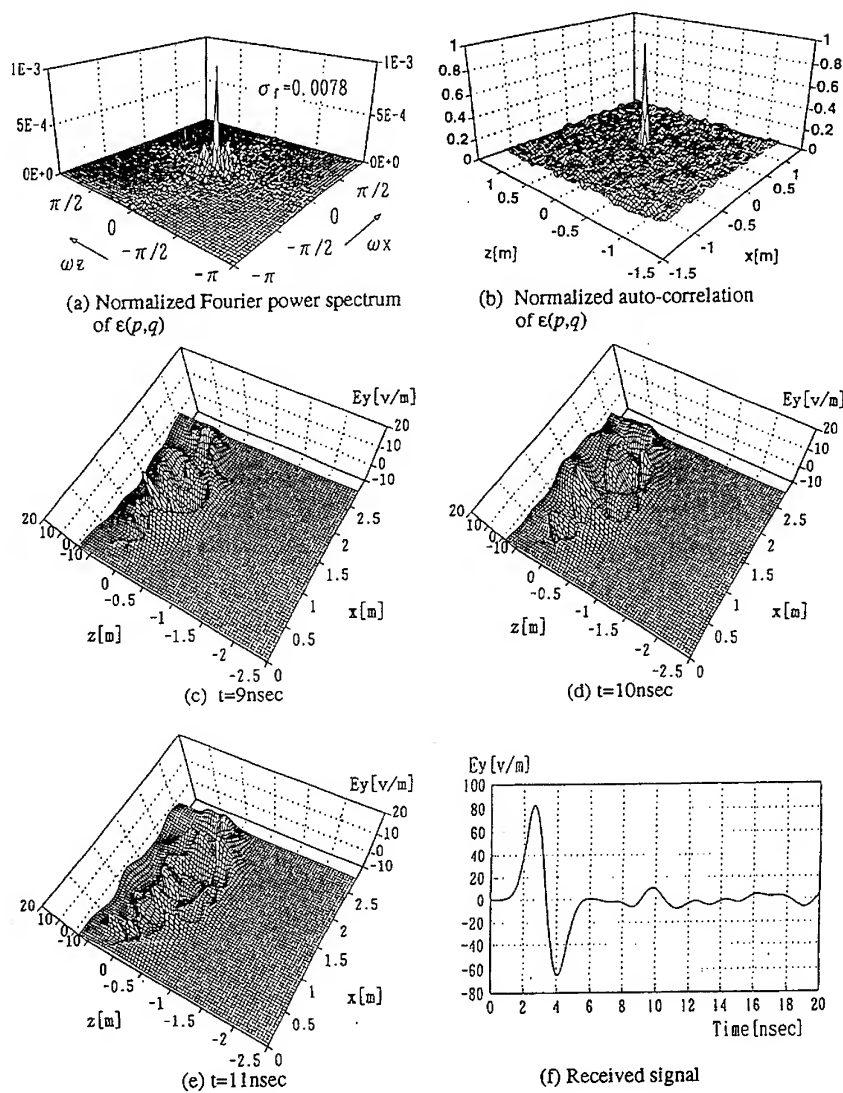 1E-3
5E-4
0E+0
σf=0.0078
1E-3
5E-4
0E+0
π/2
0
-π/2
-π
ωz
π/2
0
-π/2
-π
ωx
(a) Normalized Fourier power spectrum
of ε(p,q)
1
0.8
0.6
0.4
0.2
0
1
0.8
0.6
0.4
0.2
0
1
0.5
0
-0.5
-1
-1.5
z[m]
1
0.5
0
-0.5
-1
-1.5
x[m]
(b) Normalized auto-correlation
of ε(p,q)
Ey[v/m]
20
10
0
-10
20
10
0
-10
0
-0.5
-1
-1.5
-2
-2.5
z[m]
2.5
2
1.5
1
0.5
0
x[m]
(c) t=9nsec
Ey[v/m]
20
10
0
-10
20
10
0
-10
0
-0.5
-1
-1.5
-2
-2.5
z[m]
2.5
2
1.5
1
0.5
0
x[m]
(d) t=10nsec
Ey[v/m]
20
10
0
-10
20
10
0
-10
0
-0.5
-1
-1.5
-2
-2.5
z[m]
2.5
2
1.5
1
0.5
0
x[m]
(e) t=11nsec
Ey[v/m]
100
80
60
40
20
0
-20
-40
-60
-80
0 2 4 6 8 10 12 14 16 18 20
Time[nsec]
(f) Received signal